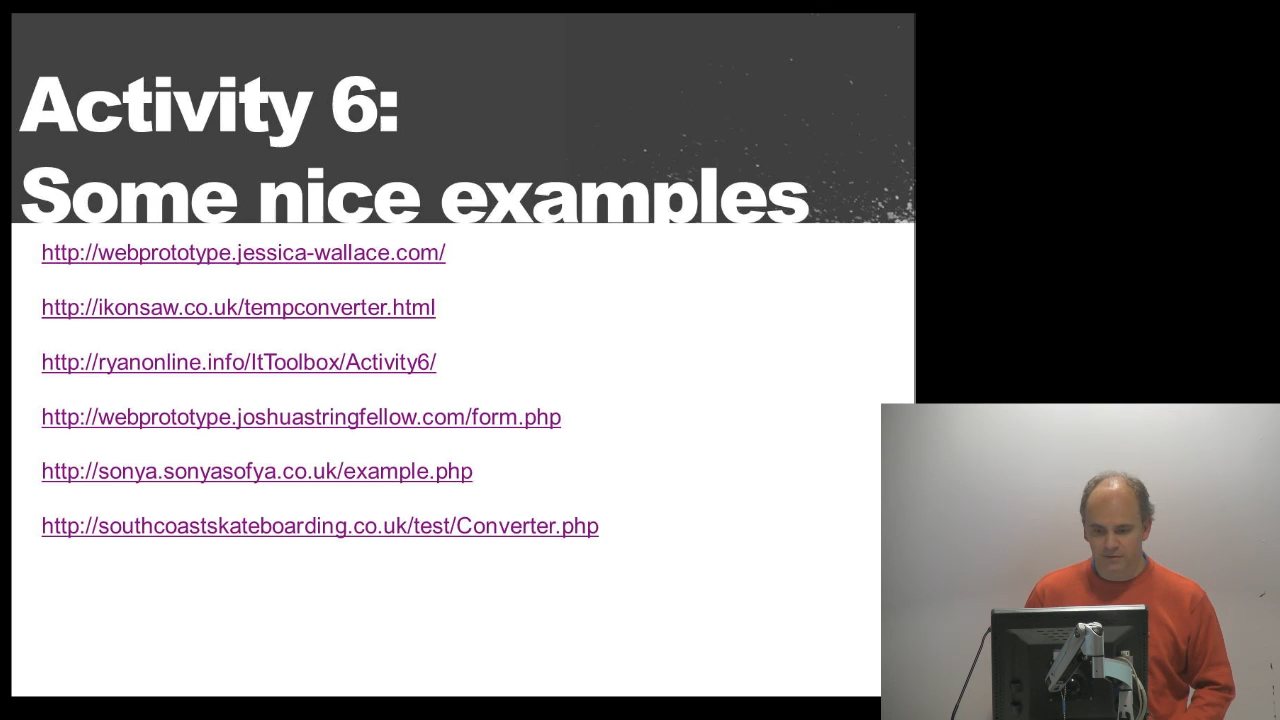 Activity 6:
Some nice examples
http://webprototype.jessica-wallace.com/
http://ikonsaw.co.uk/tempconverter.html
http://ryanonline.info/ItToolbox/Activity6/
http://webprototype.joshuastringfellow.com/form.php
http://sonya.sonyasofya.co.uk/example.php
http://southcoastskateboarding.co.uk/test/Converter.php